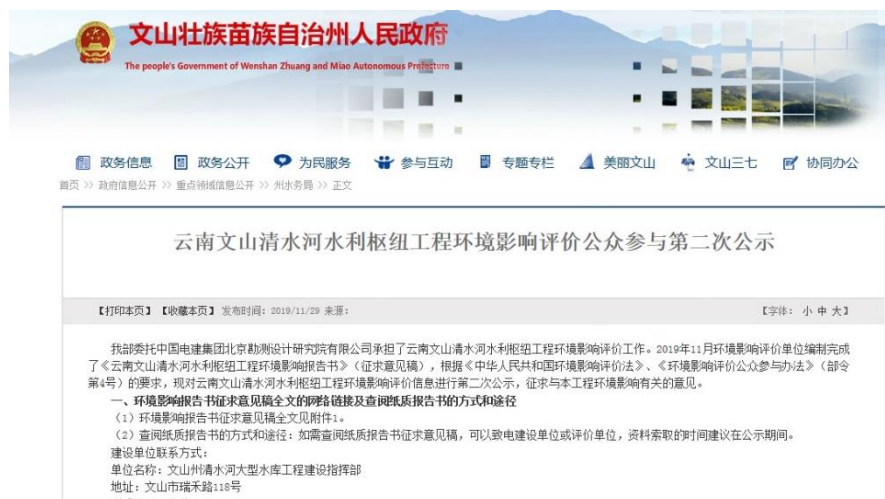 文山壮族苗族自治州人民政府
The people's Government of Wenshan Zhuang and Miao Autonomous Prefecture
政务信息 政务公开 为民服务 参与互动 专题专栏 美丽文山 文山三七 协同办公
首页 >> 政府信息公开 >> 重点领域信息公开 >> 州水务局 >> 正文
云南文山清水河水利枢纽工程环境影响评价公众参与第二次公示
【打印本页】【收藏本页】 发布时间: 2019/11/29 来源: 【字体: 小 中 大】
我部委托中国电建集团北京勘测设计研究院有限公司承担了云南文山清水河水利枢纽工程环境影响评价工作。2019年11月环境影响评价单位编制完成
了《云南文山清水河水利枢纽工程环境影响报告书》（征求意见稿），根据《中华人民共和国环境影响评价法》、《环境影响评价公众参与办法》（部令
第4号）的要求，现对云南文山清水河水利枢纽工程环境影响评价信息进行第二次公示，征求与本工程环境影响有关的意见。
一、环境影响报告书征求意见稿全文的网络链接及查阅纸质报告书的方式和途径
（1）环境影响报告书征求意见稿全文见附件1。
（2）查阅纸质报告书的方式和途径：如需查阅纸质报告书征求意见稿，可以致电建设单位或评价单位，资料索取的时间建议在公示期间。
建设单位联系方式：
单位名称：文山州清水河大型水库工程建设指挥部
地址：文山市瑞禾路118号